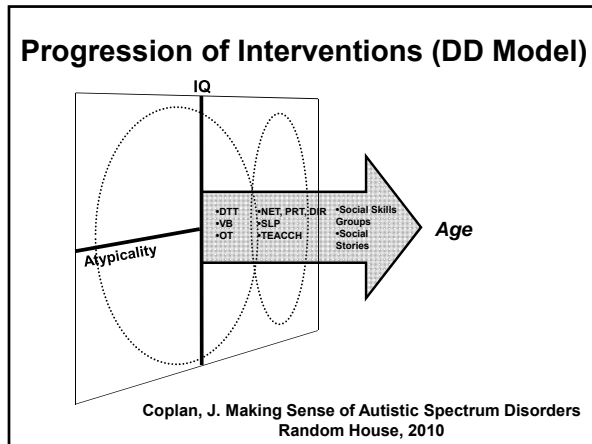 Progression of Interventions (DD Model)
IQ
•DTT
•VB
•OT
•NET, PRT, DIR
•SLP
•TEACCH
•Social Skills
Groups
•Social
Stories
Age
Atypicality
Coplan, J. Making Sense of Autistic Spectrum Disorders
Random House, 2010